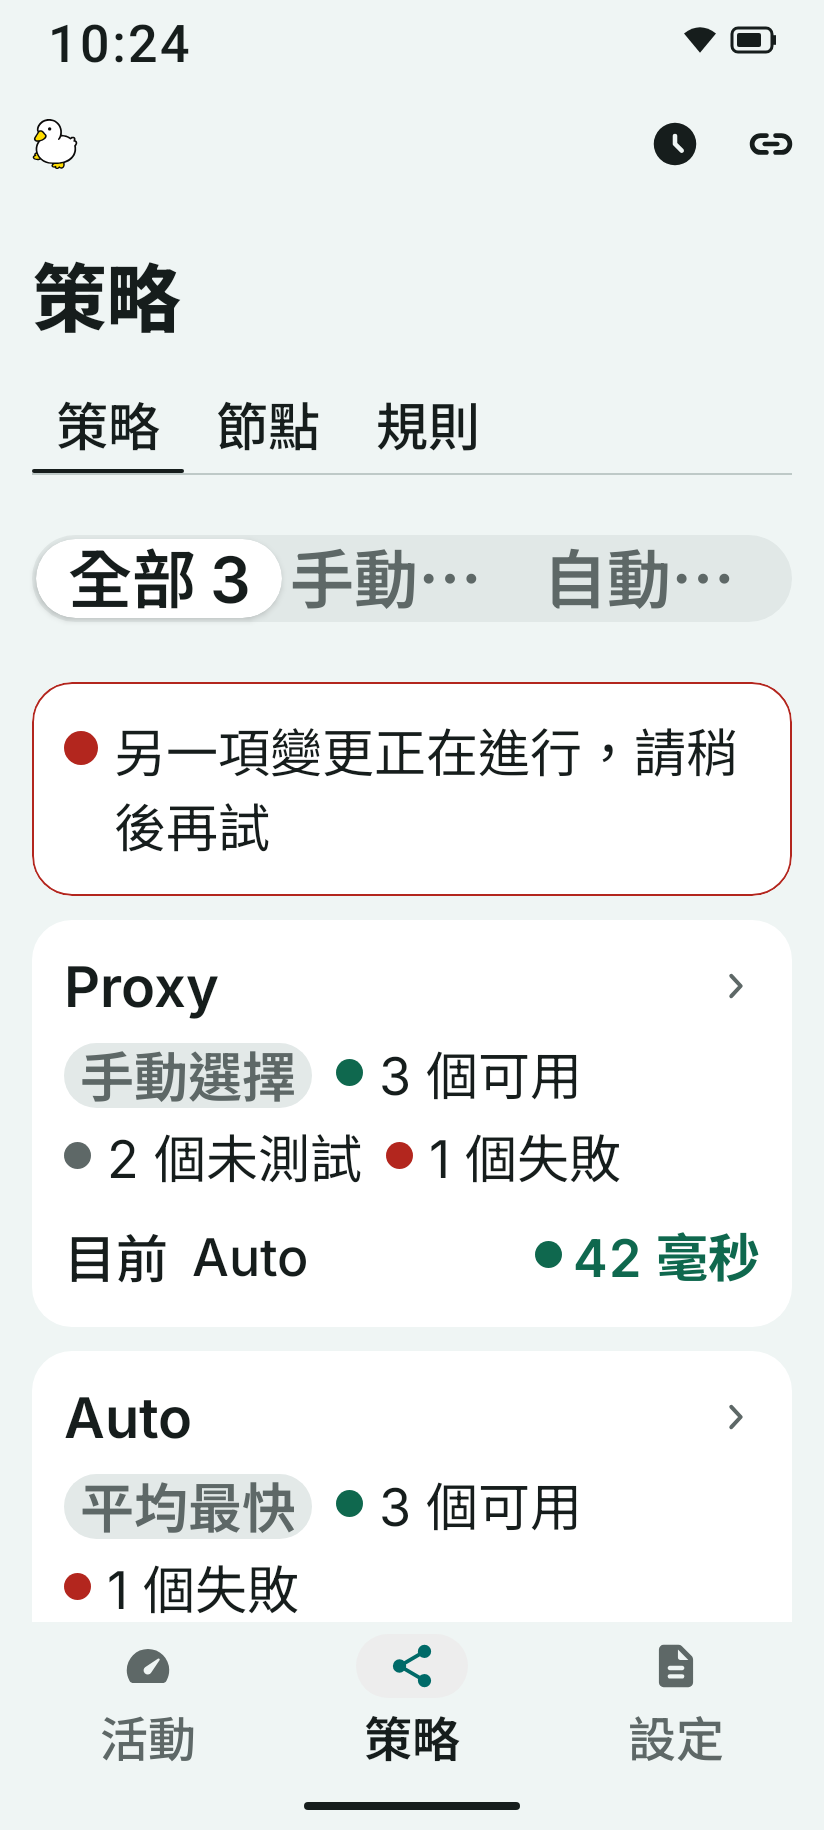 10:24
策略
策略 節點 規則
全部 3 手動… 自動…
另一項變更正在進行，請稍
後再試
Proxy
手動選擇 3 個可用
2 個未測試 1 個失敗
目前 Auto 42 毫秒
Auto
平均最快 3 個可用
1 個失敗
活動 策略 設定